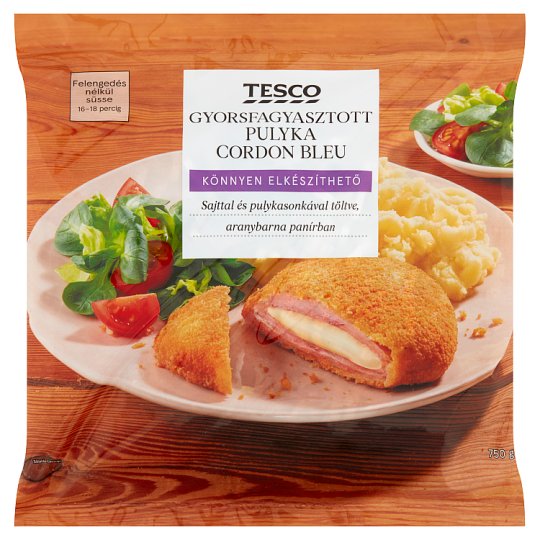 Felengedés
nélkül
süsse
16-18 percig
TESCO
GYORSFAGYASZTOTT
PULYKA
CORDON BLEU
KÖNNYEN ELKÉSZÍTHETŐ
Sajttal és pulykasonkával töltve,
aranybarna panírban
750 g